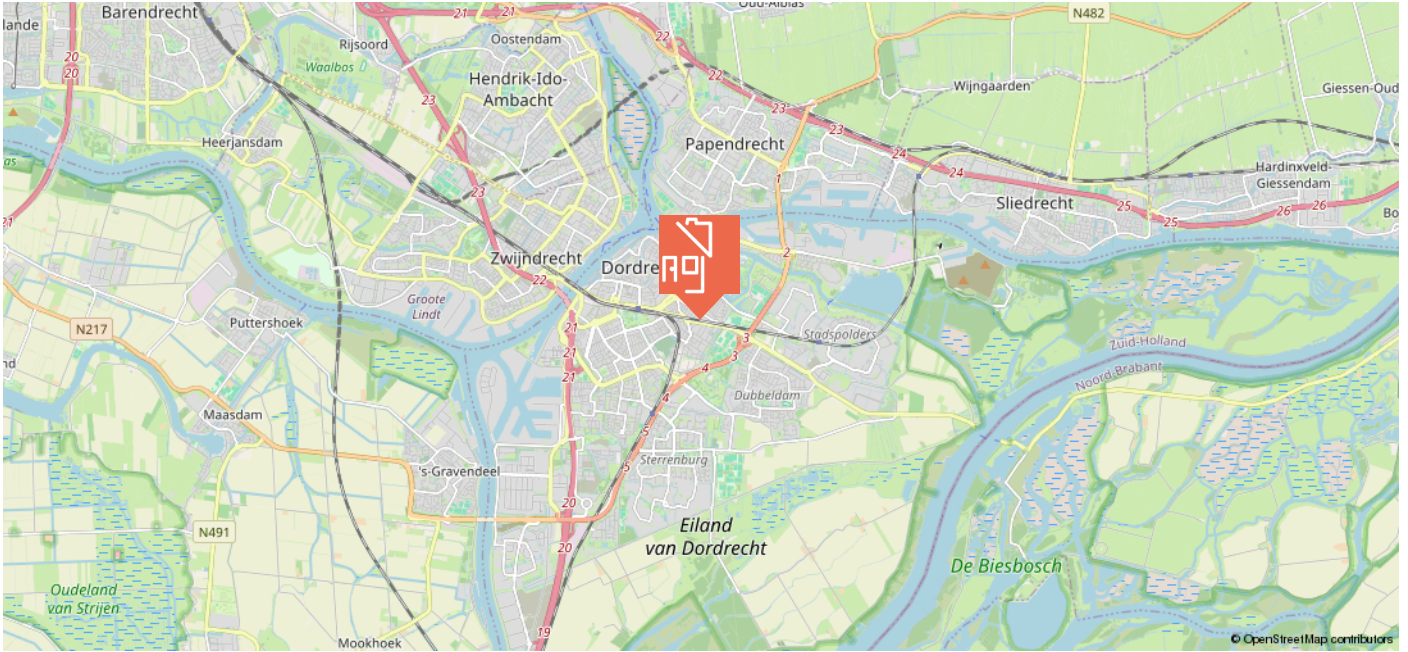 Oud-Alblas
Barendrecht
21
21
N482
Rijsoord
Oostendam
22
20
20
Waalbos
Hendrik-Ido-
Ambacht
22
Wijngaarden
Giessen-Oud
23
23
23
Heerjansdam
Papendrecht
24
24
Hardinxveld-
Giessendam
1
23
21
Sliedrecht
25
25
26
26
Bo
Zwijndrecht
Dordre
2
22
Groote
Lindt
Puttershoek
N217
21
21
21
3
3
Stadspolders
Zuid-Holland
Noord-Brabant
4
4
Dubbeldam
Maasdam
5
5
's-Gravendeel
Sterrenburg
20
20
N491
Eiland
van Dordrecht
De Biesbosch
Oudeland
van Strijen
19
Mookhoek
© OpenStreetMap contributors